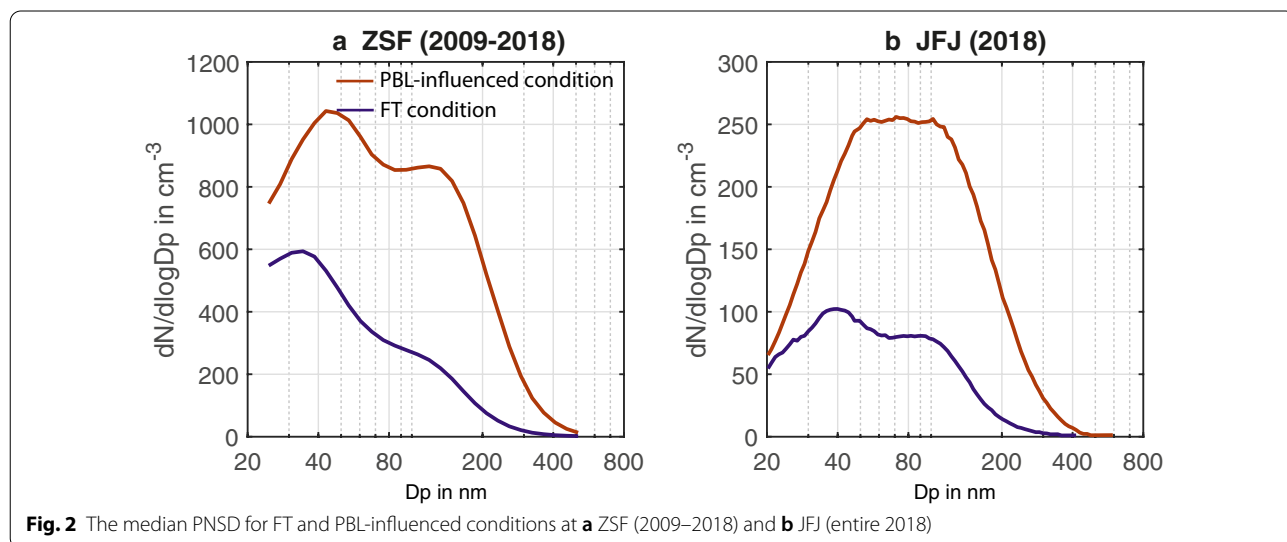 a ZSF (2009-2018)
1200
1000
800
600
400
200
0
dN/dlogDp in cm-3
PBL-influenced condition
FT condition
20 40 80 200 400 800
Dp in nm
b JFJ (2018)
300
250
200
150
100
50
0
dN/dlogDp in cm-3
20 40 80 200 400 800
Dp in nm
Fig. 2 The median PNSD for FT and PBL-influenced conditions at a ZSF (2009–2018) and b JFJ (entire 2018)